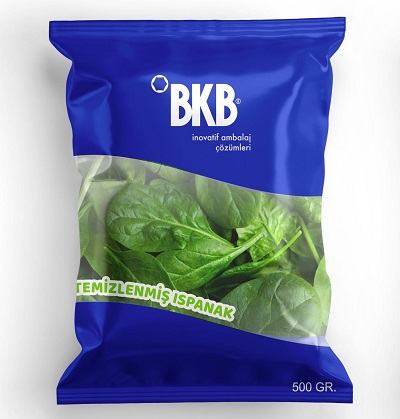 BKB®
inovatif ambalaj
çözümleri
TEMİZLENMİŞ ISPANAK
500 GR.